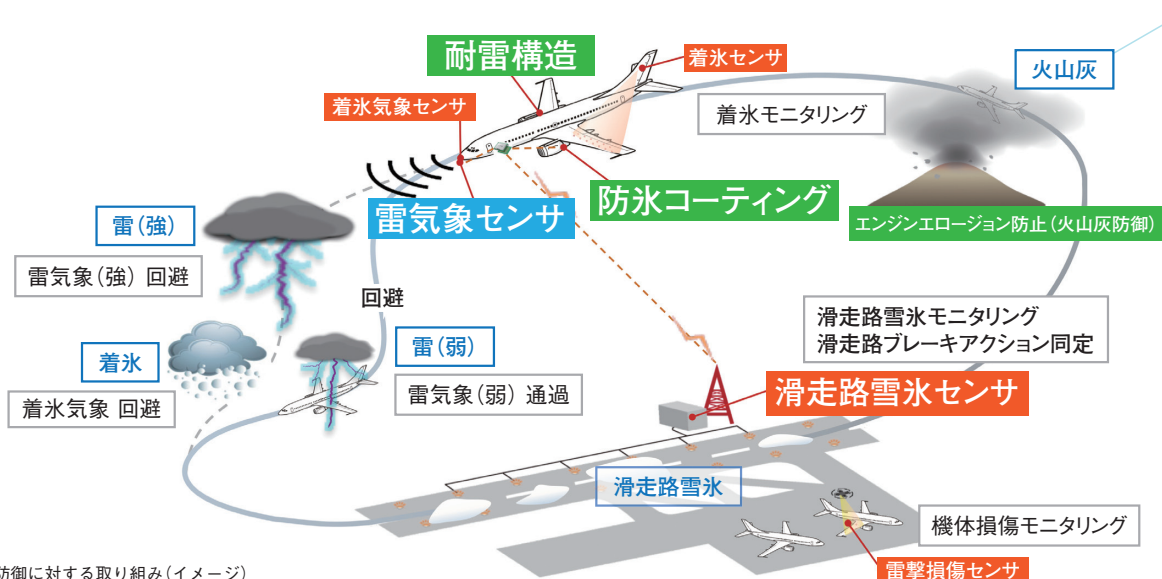 耐雷構造
着氷センサ
火山灰
着氷気象センサ
着氷モニタリング
防氷コーティング
雷気象センサ
エンジンエロージョン防止(火山灰防御)
雷(強)
雷気象(強) 回避
回避
滑走路雪氷モニタリング
滑走路ブレーキアクション同定
雷(弱)
着氷
雷気象(弱) 通過
滑走路雪氷センサ
着氷気象 回避
滑走路雪氷
機体損傷モニタリング
雷撃損傷センサ
防御に対する取り組み(イメージ)